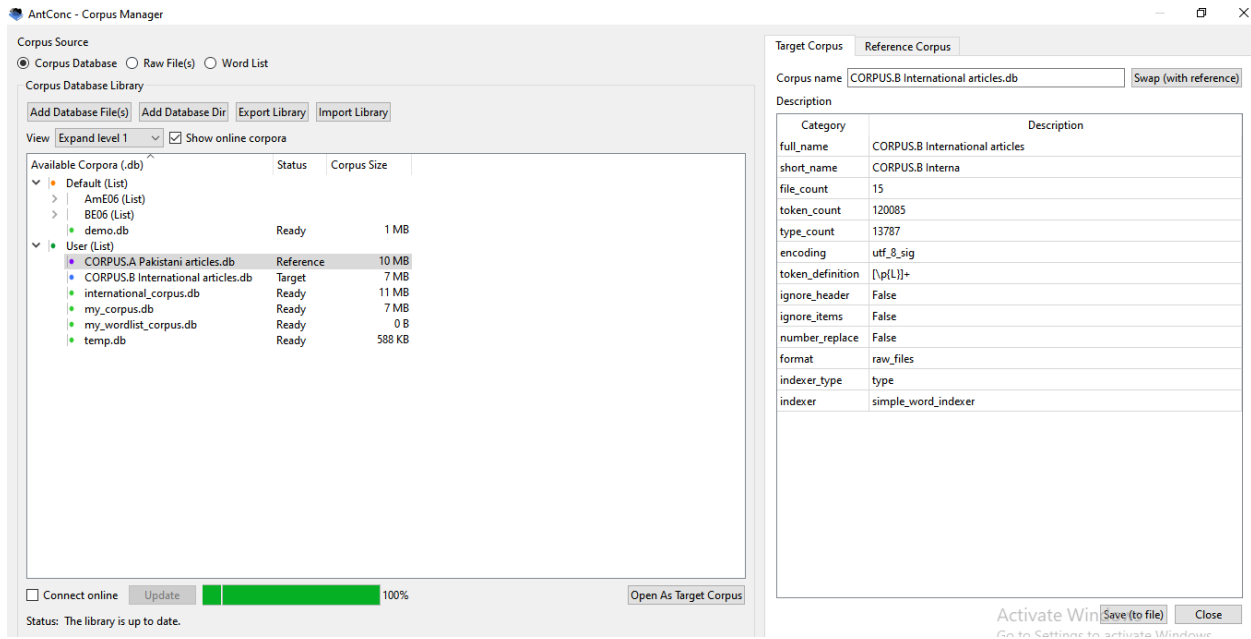 AntConc - Corpus Manager
Corpus Source
Corpus Database Raw File(s) Word List
Corpus Database Library
Add Database File(s) Add Database Dir Export Library Import Library
View Expand level 1 Show online corpora
Available Corpora (.db) Status Corpus Size
Default (List)
AmE06 (List)
BE06 (List)
demo.db Ready 1 MB
User (List)
CORPUS.A Pakistani articles.db Reference 10 MB
CORPUS.B International articles.db Target 7 MB
international_corpus.db Ready 11 MB
my_corpus.db Ready 7 MB
my_wordlist_corpus.db Ready 0 B
temp.db Ready 588 KB
Connect online Update 100% Open As Target Corpus
Status: The library is up to date.
Target Corpus Reference Corpus
Corpus name CORPUS.B International articles.db Swap (with reference)
Description
Category Description
full_name CORPUS.B International articles
short_name CORPUS.B Interna
file_count 15
token_count 120085
type_count 13787
encoding utf_8_sig
token_definition [\p{L}]+
ignore_header False
ignore_items False
number_replace False
format raw_files
indexer_type type
indexer simple_word_indexer
Activate Win Save (to file) Close
Go to Settings to activate Windows